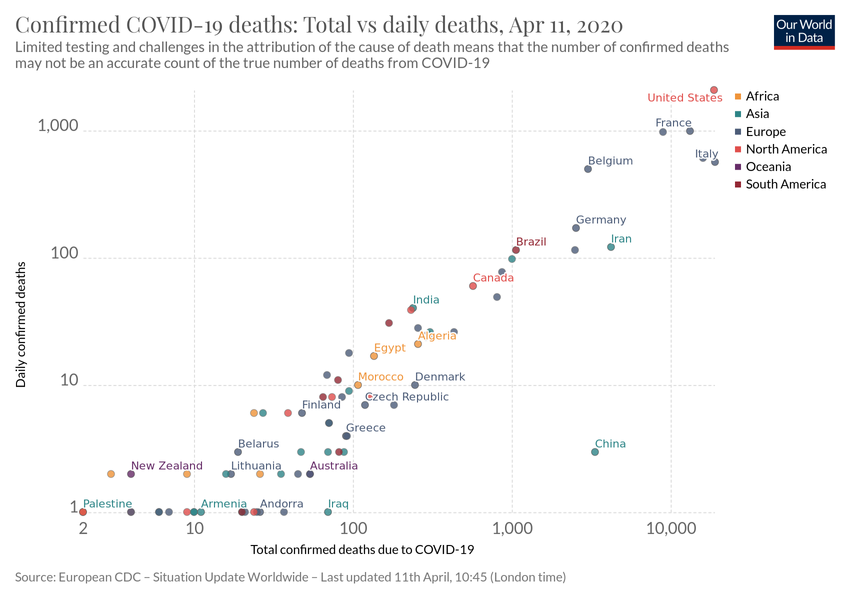 Confirmed COVID-19 deaths: Total vs daily deaths, Apr 11, 2020
Limited testing and challenges in the attribution of the cause of death means that the number of confirmed deaths
may not be an accurate count of the true number of deaths from COVID-19
Our World
in Data
United States
Africa
Asia
Europe
North America
Oceania
South America
1,000
France
Italy
Belgium
Germany
Iran
Brazil
100
Canada
India
Algeria
Egypt
Daily confirmed deaths
10
Morocco
Denmark
Czech Republic
Finland
Greece
Belarus
China
New Zealand
Lithuania
Australia
1
Palestine
Armenia
Andorra
Iraq
2
10
100
1,000
10,000
Total confirmed deaths due to COVID-19
Source: European CDC – Situation Update Worldwide – Last updated 11th April, 10:45 (London time)